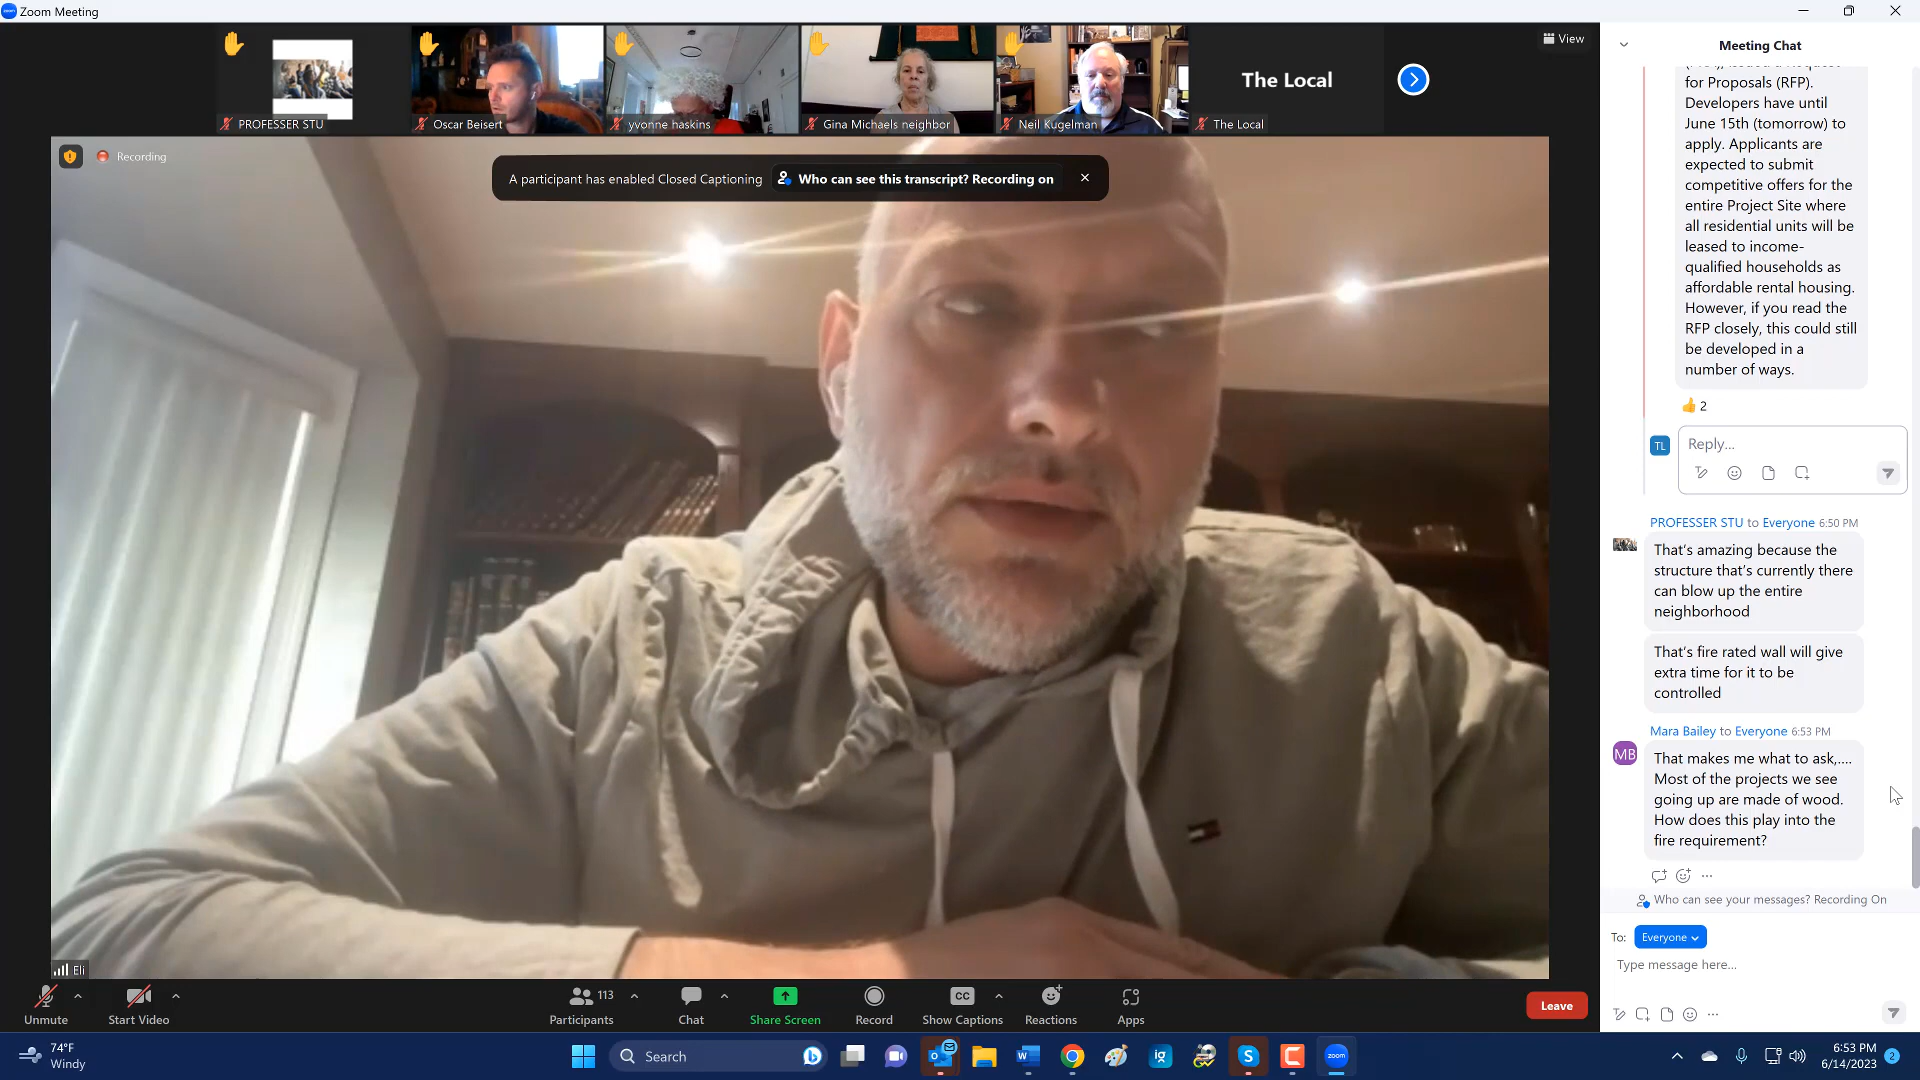 Zoom Meeting
PROFESSER STU
Oscar Beisert
yvonne haskins
Gina Michaels neighbor
Neil Kugelman
The Local
The Local
View
Recording
A participant has enabled Closed Captioning
Who can see this transcript? Recording on
Eli
Meeting Chat
for Proposals (RFP).
Developers have until
June 15th (tomorrow) to
apply. Applicants are
expected to submit
competitive offers for the
entire Project Site where
all residential units will be
leased to income-
qualified households as
affordable rental housing.
However, if you read the
RFP closely, this could still
be developed in a
number of ways.
👍 2
TL
Reply...
PROFESSER STU to Everyone 6:50 PM
That's amazing because the
structure that's currently there
can blow up the entire
neighborhood
That's fire rated wall will give
extra time for it to be
controlled
Mara Bailey to Everyone 6:53 PM
MB
That makes me what to ask,....
Most of the projects we see
going up are made of wood.
How does this play into the
fire requirement?
Who can see your messages? Recording On
To: Everyone
Type message here...
Unmute
Start Video
113
Participants
Chat
Share Screen
Record
CC
Show Captions
Reactions
Apps
Leave
74°F
Windy
Search
zoom
6:53 PM
6/14/2023
2